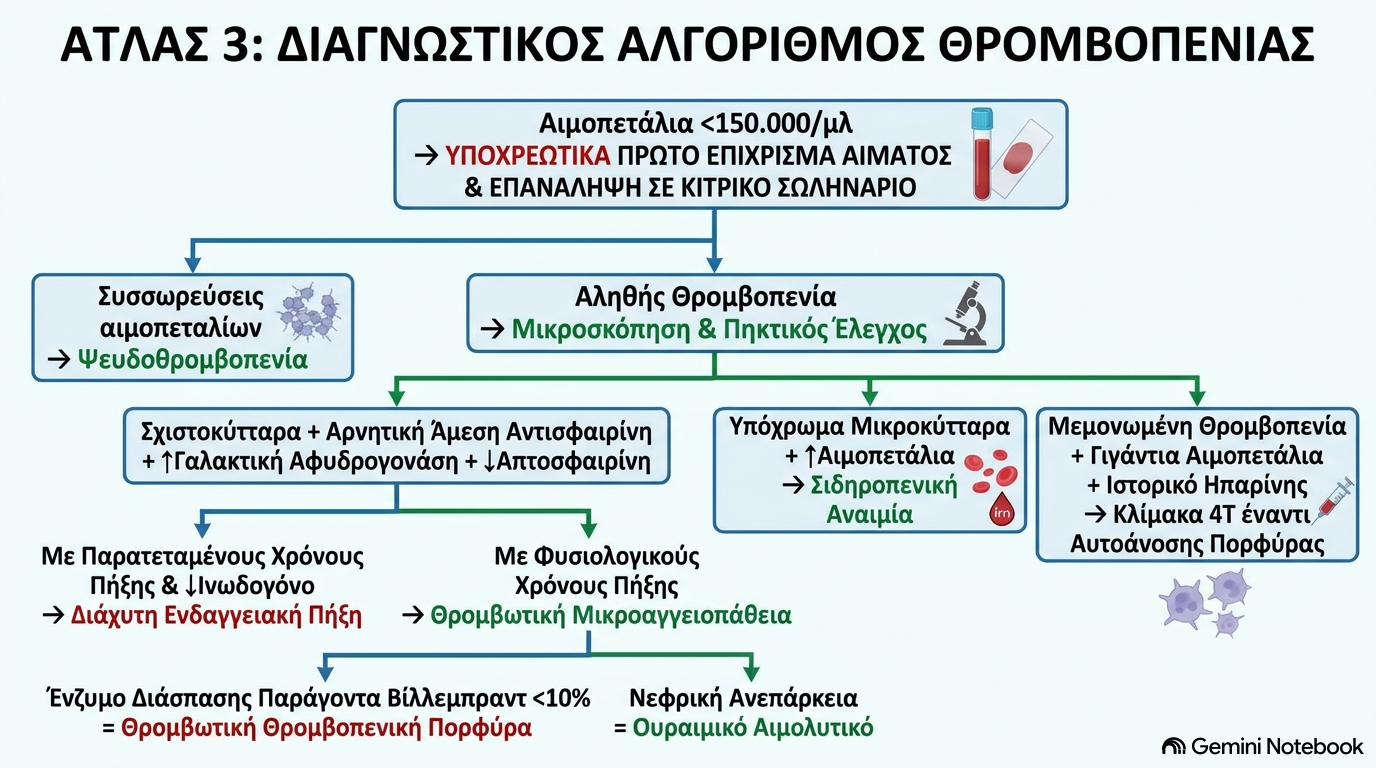 ΑΤΛΑΣ 3: ΔΙΑΓΝΩΣΤΙΚΟΣ ΑΛΓΟΡΙΘΜΟΣ ΘΡΟΜΒΟΠΕΝΙΑΣ
Αιμοπετάλια <150.000/μλ
→ ΥΠΟΧΡΕΩΤΙΚΑ ΠΡΩΤΟ ΕΠΙΧΡΙΣΜΑ ΑΙΜΑΤΟΣ
& ΕΠΑΝΑΛΗΨΗ ΣΕ ΚΙΤΡΙΚΟ ΣΩΛΗΝΑΡΙΟ
Συσσωρεύσεις
αιμοπεταλίων
→ Ψευδοθρομβοπενία
Αληθής Θρομβοπενία
→ Μικροσκόπηση & Πηκτικός Έλεγχος
Σχιστοκύτταρα + Αρνητική Άμεση Αντισφαιρίνη
+ ↑Γαλακτική Αφυδρογονάση + ↓Απτοσφαιρίνη
Υπόχρωμα Μικροκύτταρα
+ ↑Αιμοπετάλια
→ Σιδηροπενική
Αναιμία
irn
Μεμονωμένη Θρομβοπενία
+ Γιγάντια Αιμοπετάλια
+ Ιστορικό Ηπαρίνης
→ Κλίμακα 4Τ έναντι
Αυτοάνοσης Πορφύρας
Με Παρατεταμένους Χρόνους
Πήξης & ↓Ινωδογόνο
→ Διάχυτη Ενδαγγειακή Πήξη
Με Φυσιολογικούς
Χρόνους Πήξης
→ Θρομβωτική Μικροαγγειοπάθεια
Ένζυμο Διάσπασης Παράγοντα Βίλλεμπραντ <10%
= Θρομβωτική Θρομβοπενική Πορφύρα
Νεφρική Ανεπάρκεια
= Ουραιμικό Αιμολυτικό
Gemini Notebook